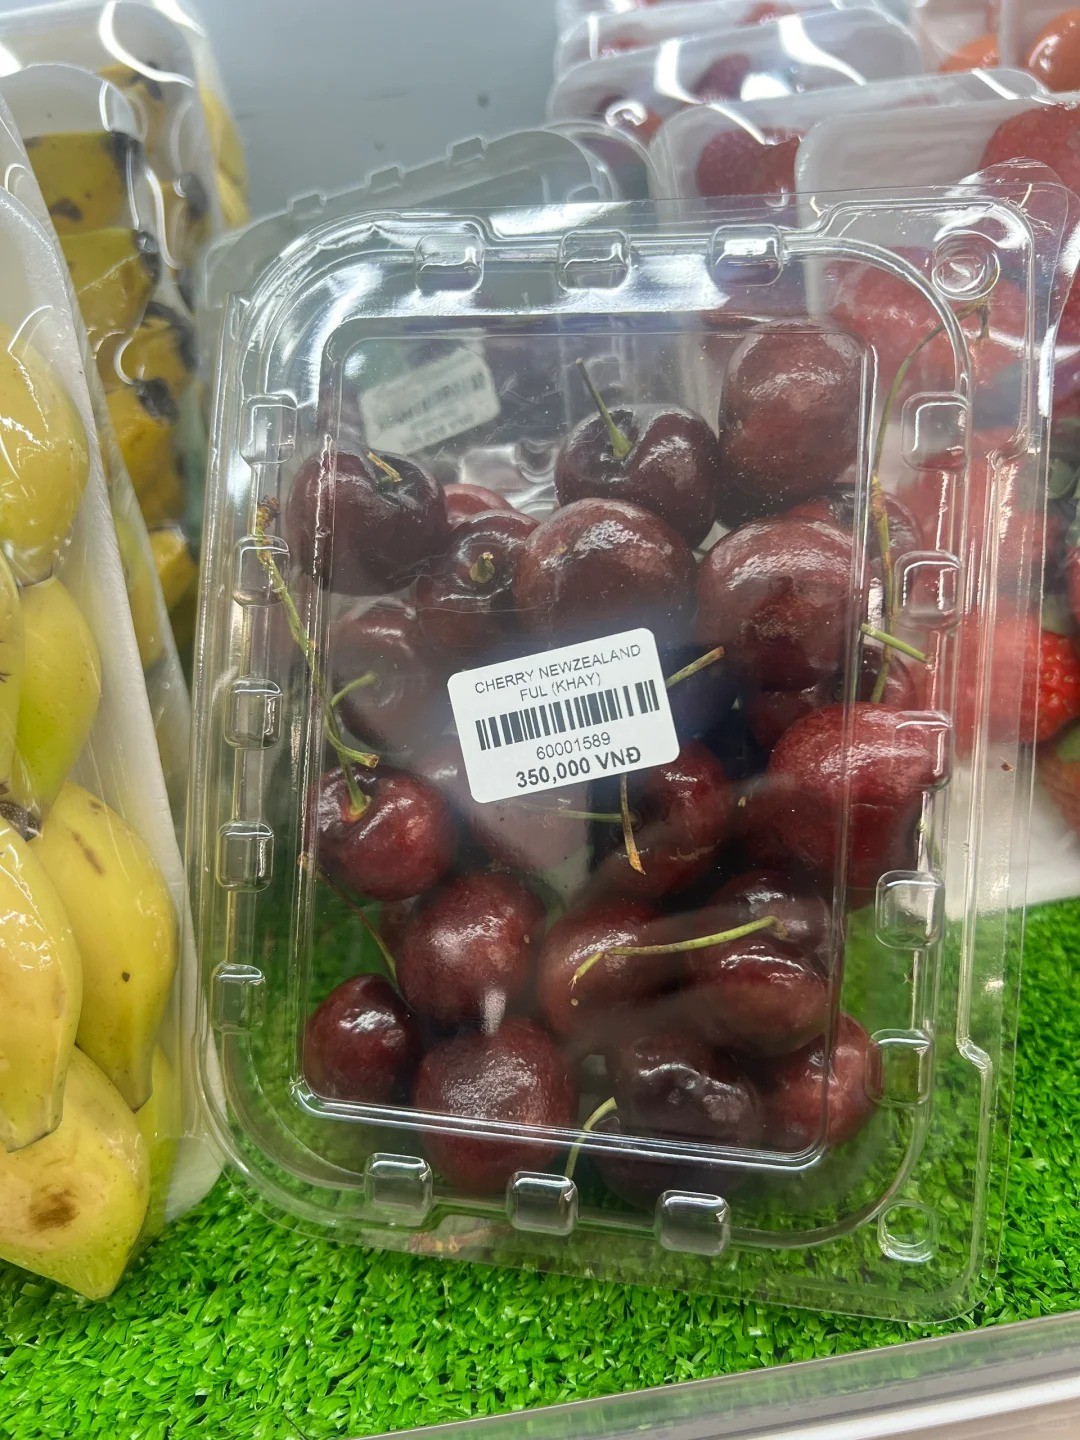 CHERRY NEWZEALAND
FUL (KHAY)
60001589
350,000 VNĐ